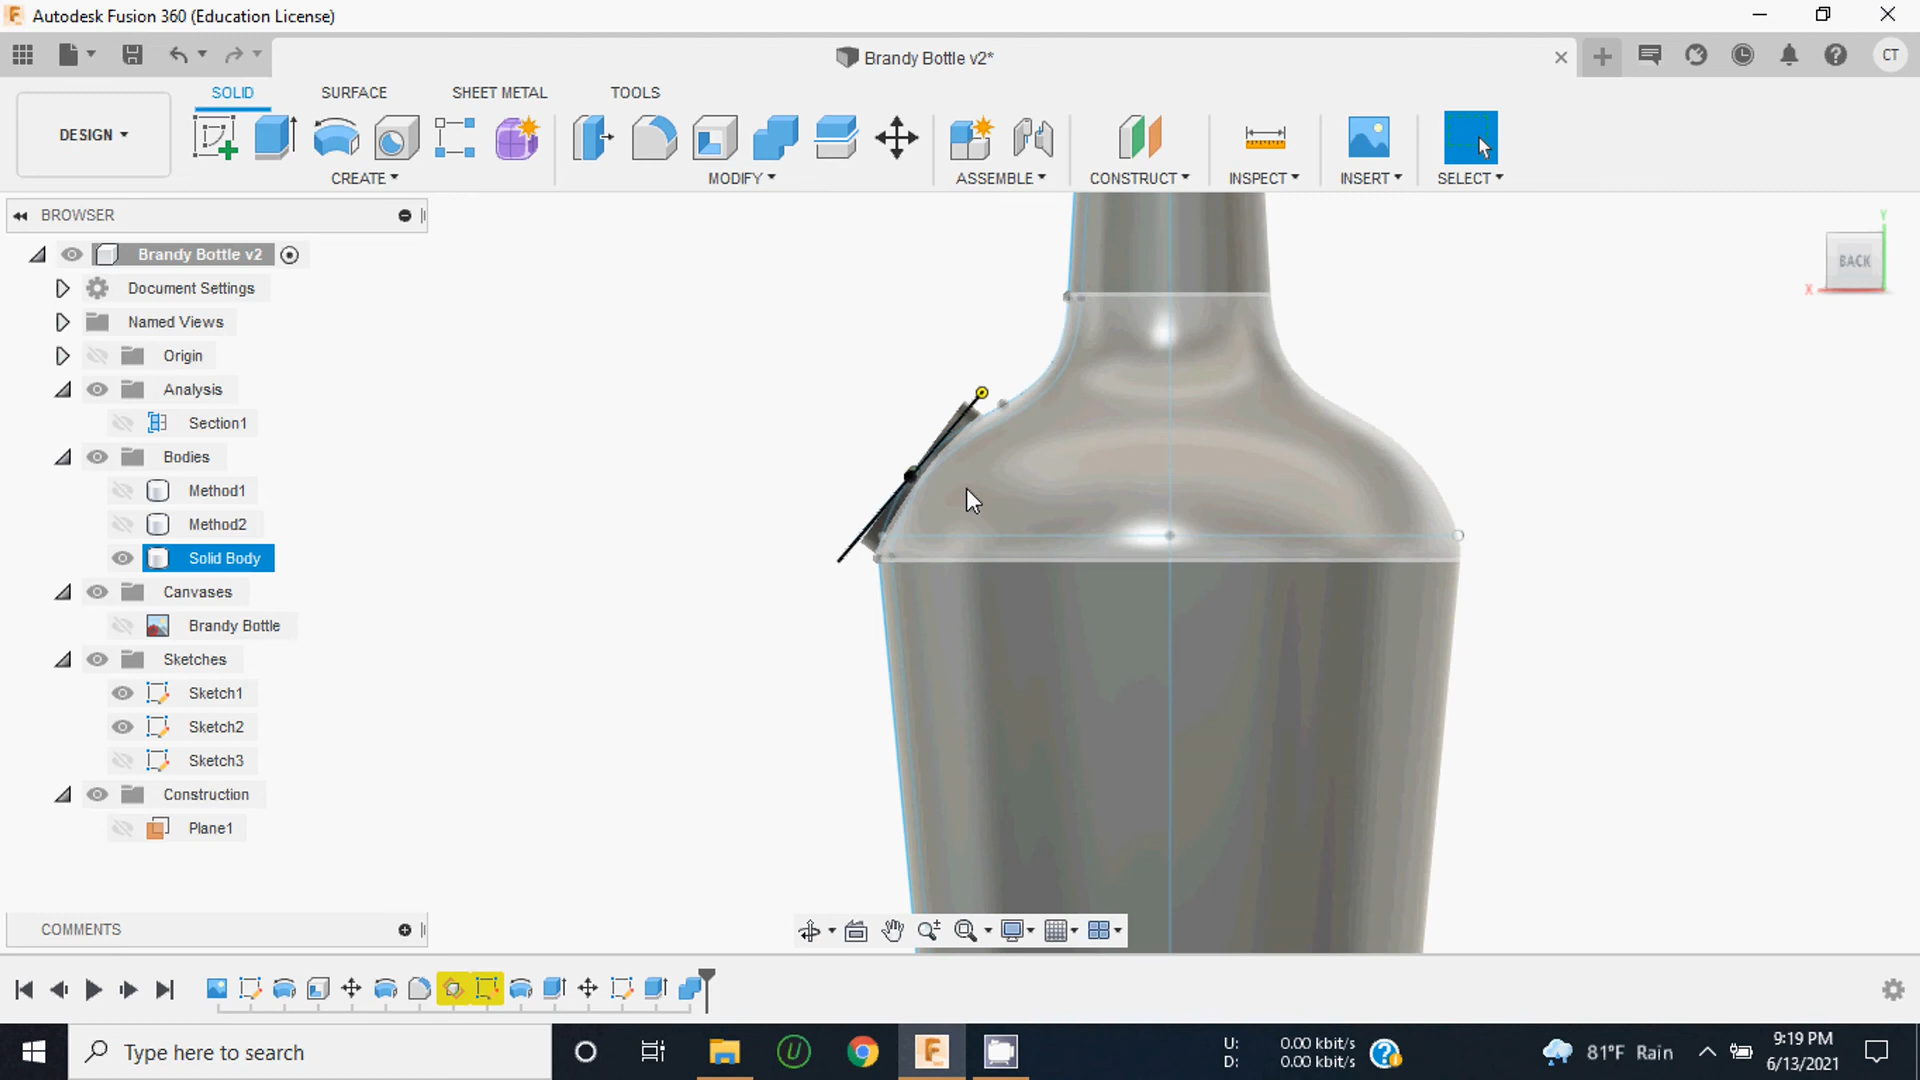 Autodesk Fusion 360 (Education License)
Brandy Bottle v2*
CT
SOLID SURFACE SHEET METAL TOOLS
DESIGN
CREATE MODIFY ASSEMBLE CONSTRUCT INSPECT INSERT SELECT
BROWSER
Brandy Bottle v2
Document Settings
Named Views
Origin
Analysis
Section1
Bodies
Method1
Method2
Solid Body
Canvases
Brandy Bottle
Sketches
Sketch1
Sketch2
Sketch3
Construction
Plane1
COMMENTS
Y
BACK
X
Type here to search
U: 0.00 kbit/s
D: 0.00 kbit/s
81°F Rain
9:19 PM
6/13/2021